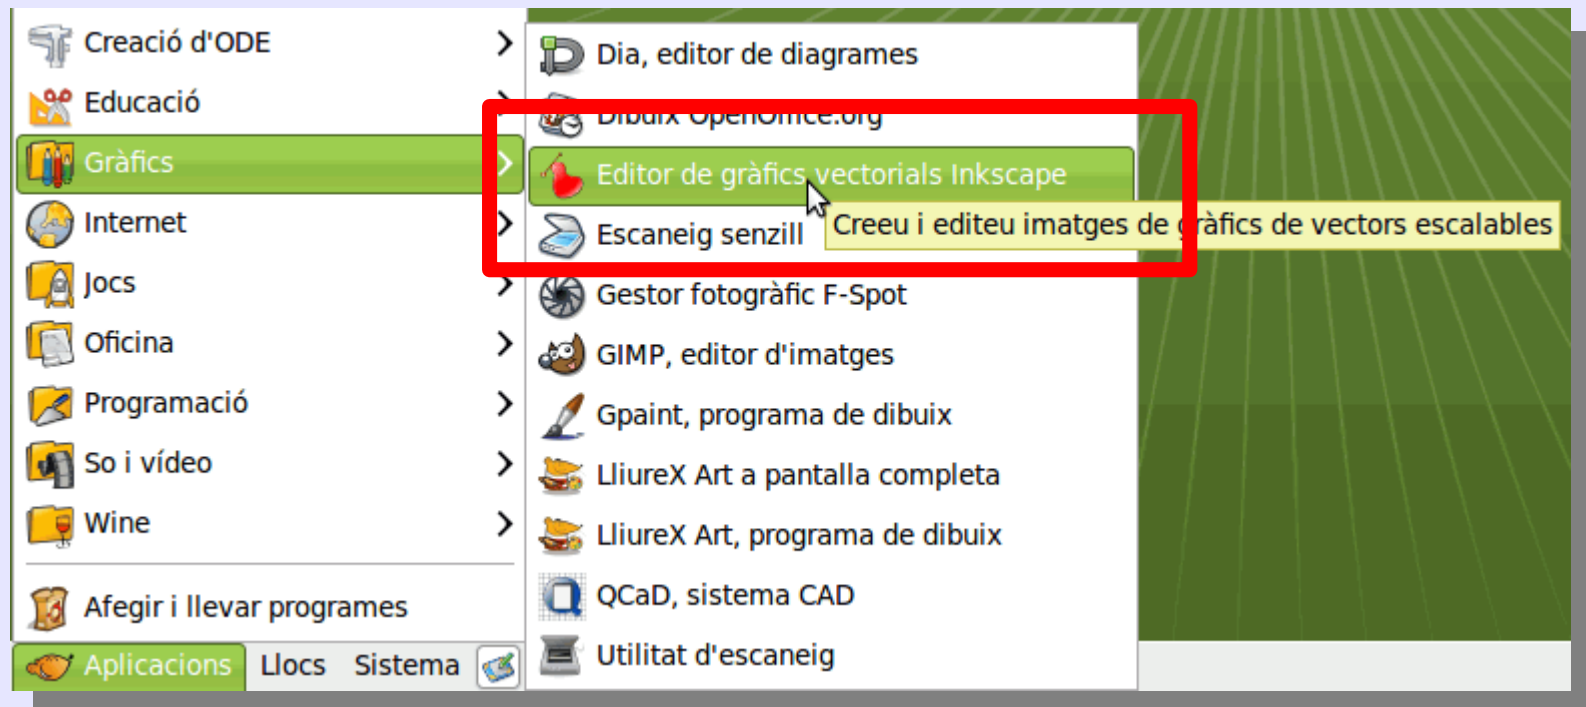 Creació d'ODE
Educació
Gràfics
Internet
Jocs
Oficina
Programació
So i vídeo
Wine
Afegir i llevar programes
Aplicacions Llocs Sistema
Dia, editor de diagrames
Dibuix OpenOffice.org
Editor de gràfics vectorials Inkscape
Escaneig senzill
Creeu i editeu imatges de gràfics de vectors escalables
Gestor fotogràfic F-Spot
GIMP, editor d'imatges
Gpaint, programa de dibuix
LliureX Art a pantalla completa
LliureX Art, programa de dibuix
QCaD, sistema CAD
Utilitat d'escaneig